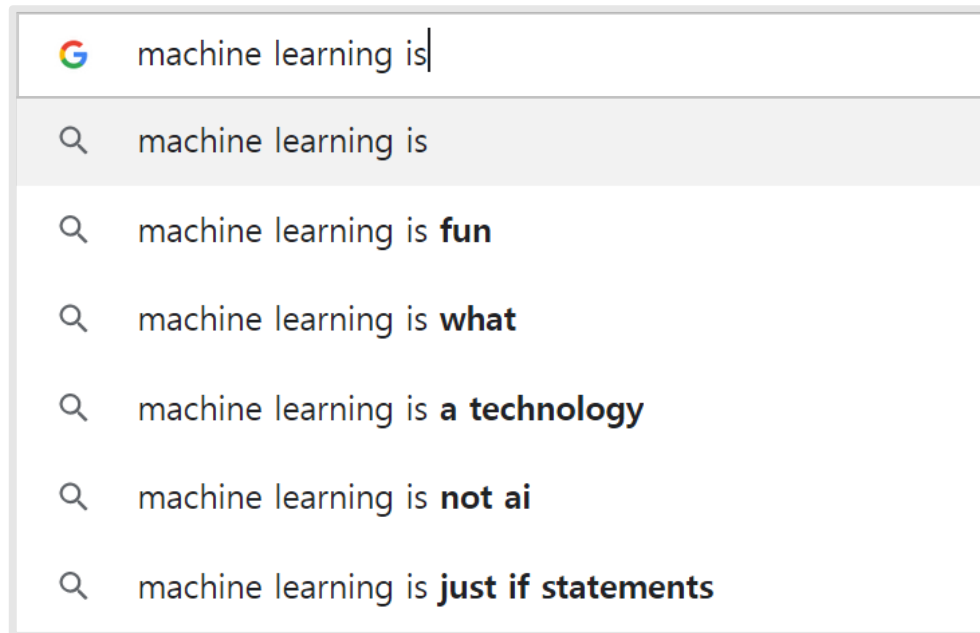 machine learning is
machine learning is
machine learning is fun
machine learning is what
machine learning is a technology
machine learning is not ai
machine learning is just if statements